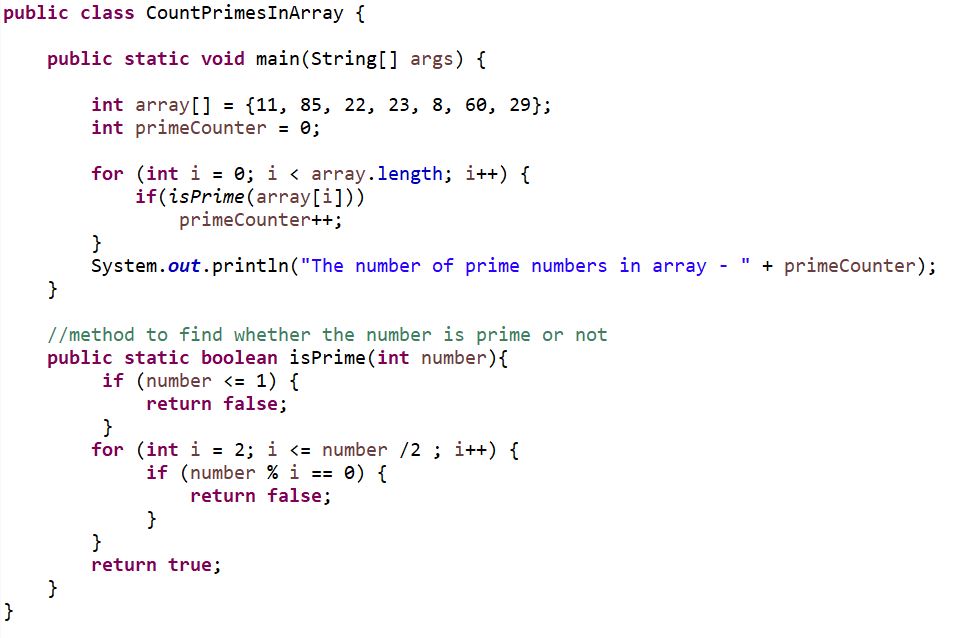 public class CountPrimesInArray {
public static void main(String[] args) {
int array[] = {11, 85, 22, 23, 8, 60, 29};
int primeCounter = 0;
for (int i = 0; i < array.length; i++) {
if(isPrime(array[i]))
primeCounter++;
}
System.out.println("The number of prime numbers in array - " + primeCounter);
}
//method to find whether the number is prime or not
public static boolean isPrime(int number){
if (number <= 1) {
return false;
}
for (int i = 2; i <= number /2 ; i++) {
if (number % i == 0) {
return false;
}
}
return true;
}
}